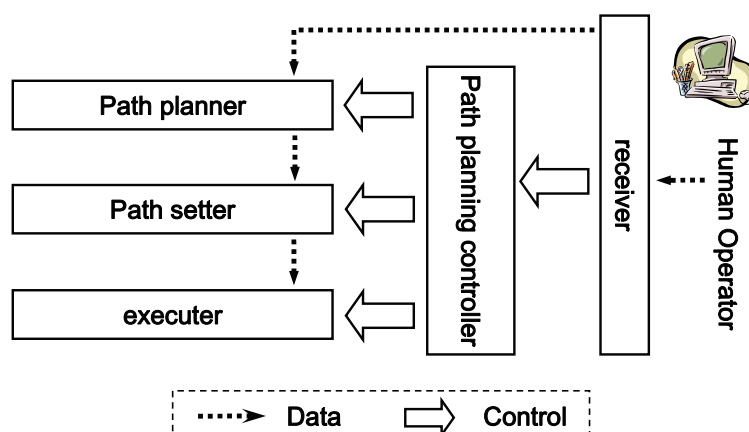 Path planner
Path setter
executer
Path planning controller
receiver
Human Operator
Data
Control